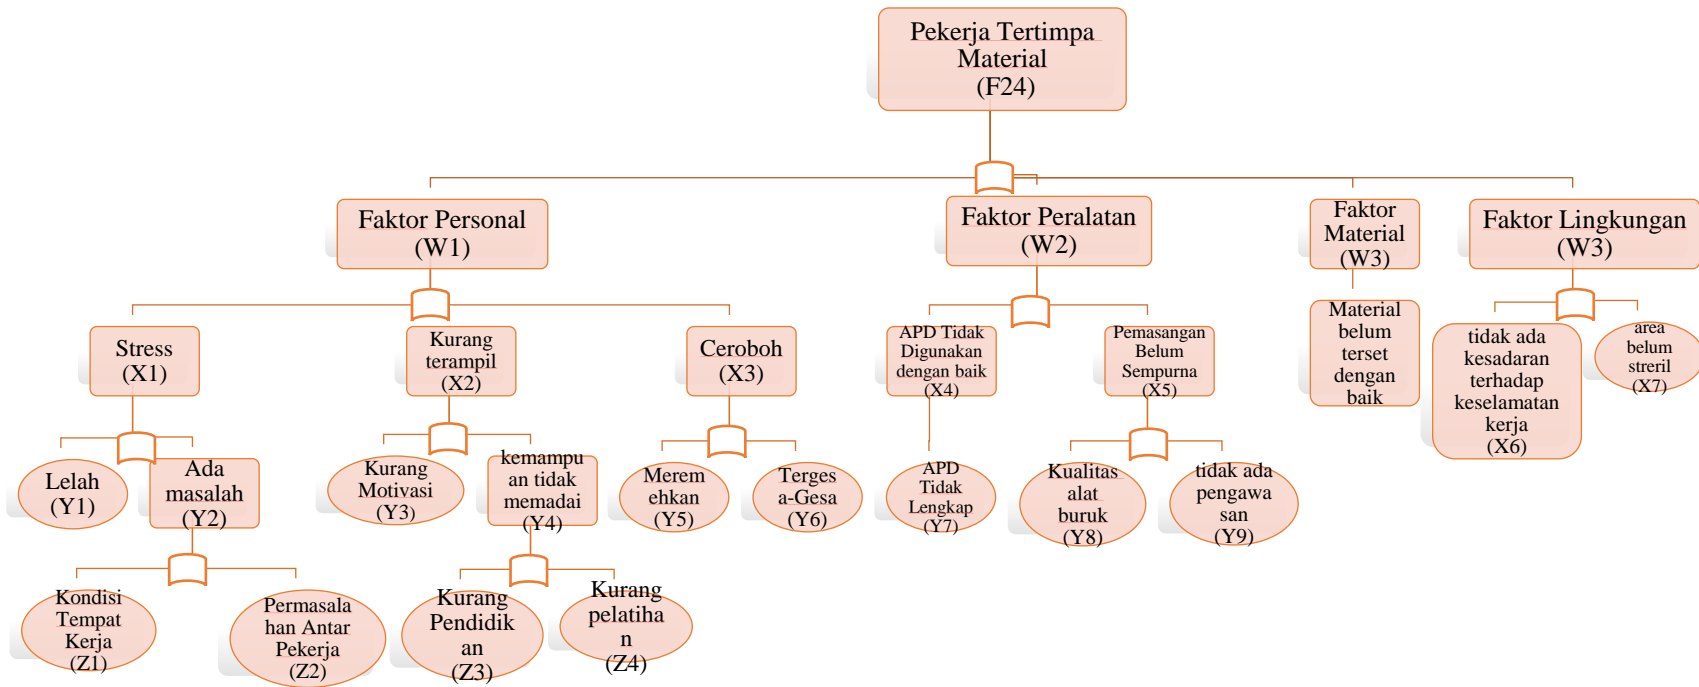 Pekerja Tertimpa
Material
(F24)
Faktor Personal
(W1)
Faktor Peralatan
(W2)
Faktor
Material
(W3)
Faktor Lingkungan
(W3)
Stress
(X1)
Kurang
terampil
(X2)
Ceroboh
(X3)
APD Tidak
Digunakan
dengan baik
(X4)
Pemasangan
Belum
Sempurna
(X5)
Material
belum
terset
dengan
baik
tidak ada
kesadaran
terhadap
keselamatan
kerja
(X6)
area
belum
streril
(X7)
Lelah
(Y1)
Ada
masalah
(Y2)
Kurang
Motivasi
(Y3)
kemampu
an tidak
memadai
(Y4)
Merem
ehkan
(Y5)
Terges
a-Gesa
(Y6)
APD
Tidak
Lengkap
(Y7)
Kualitas
alat
buruk
(Y8)
tidak ada
pengawa
san
(Y9)
Kondisi
Tempat
Kerja
(Z1)
Permasala
han Antar
Pekerja
(Z2)
Kurang
Pendidik
an
(Z3)
Kurang
pelatiha
n
(Z4)